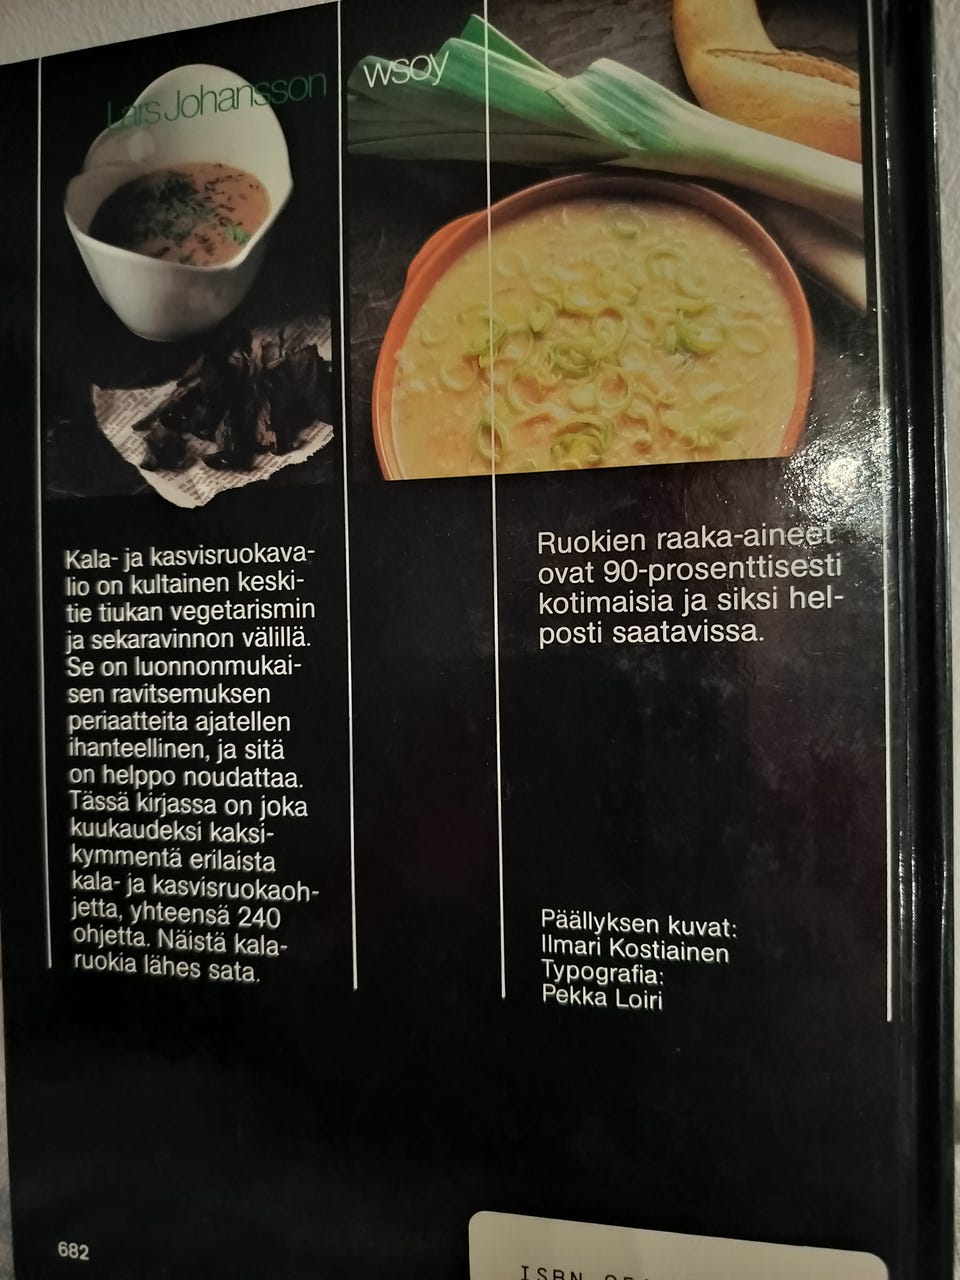 Lars Johansson
wsoy
Kala- ja kasvisruokava-
lio on kultainen keski-
tie tiukan vegetarismin
ja sekaravinnon välillä.
Se on luonnonmukai-
sen ravitsemuksen
periaatteita ajatellen
ihanteellinen, ja sitä
on helppo noudattaa.
Tässä kirjassa on joka
kuukaudeksi kaksi-
kymmentä erilaista
kala- ja kasvisruokaoh-
jetta, yhteensä 240
ohjetta. Näistä kala-
ruokia lähes sata.
Ruokien raaka-aineet
ovat 90-prosenttisesti
kotimaisia ja siksi hel-
posti saatavissa.
Päällyksen kuvat:
Ilmari Kostiainen
Typografia:
Pekka Loiri
682
ISBN